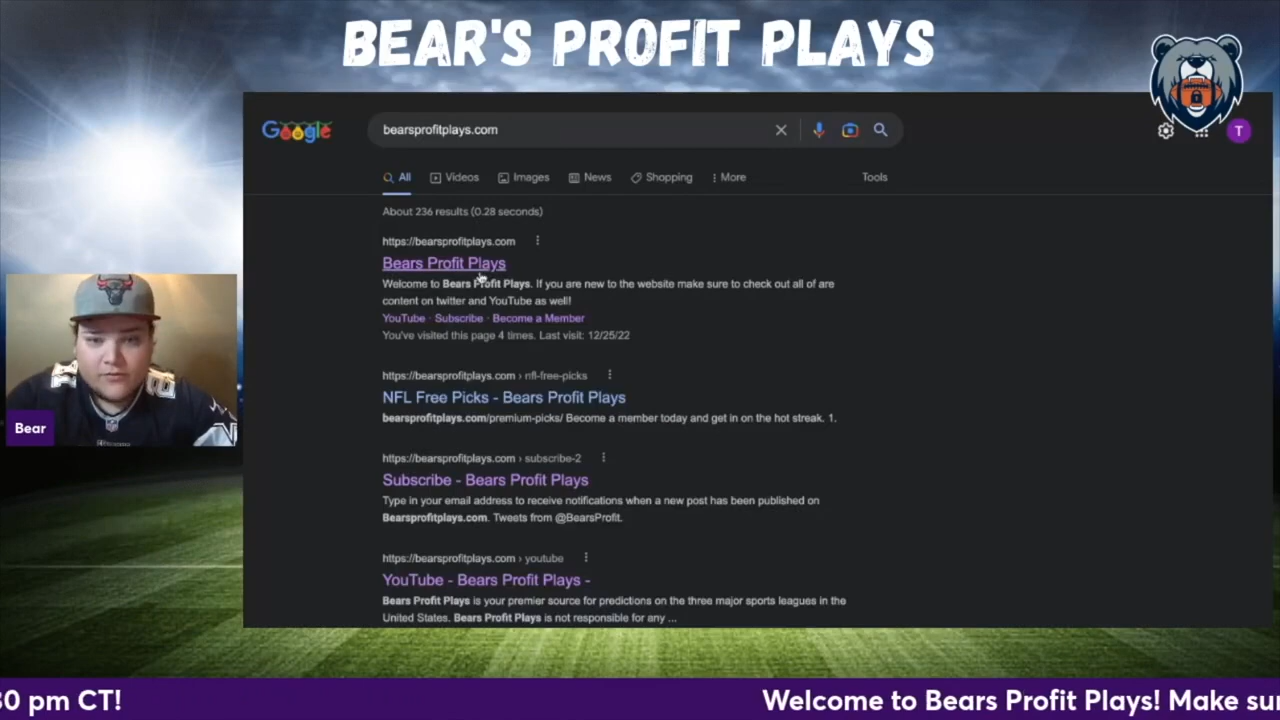 BEAR'S PROFIT PLAYS
Google
bearsprofitplays.com
T
All Videos Images News Shopping More Tools
About 236 results (0.28 seconds)
https://bearsprofitplays.com
Bears Profit Plays
Welcome to Bears Profit Plays. If you are new to the website make sure to check out all of are
content on twitter and YouTube as well!
YouTube · Subscribe · Become a Member
You've visited this page 4 times. Last visit: 12/25/22
https://bearsprofitplays.com › nfl-free-picks
NFL Free Picks - Bears Profit Plays
bearsprofitplays.com/premium-picks/ Become a member today and get in on the hot streak. 1.
https://bearsprofitplays.com › subscribe-2
Subscribe - Bears Profit Plays
Type in your email address to receive notifications when a new post has been published on
Bearsprofitplays.com. Tweets from @BearsProfit.
https://bearsprofitplays.com › youtube
YouTube - Bears Profit Plays -
Bears Profit Plays is your premier source for predictions on the three major sports leagues in the
United States. Bears Profit Plays is not responsible for any ...
Bear
30 pm CT!
Welcome to Bears Profit Plays! Make sur